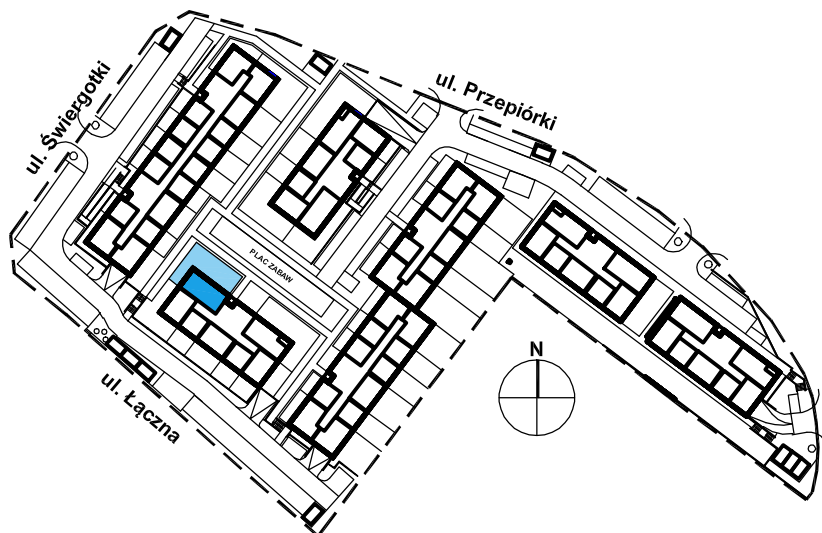 ul. Przepiórki
ul. Świergotki
PLAC ZABAW
N
ul. Łączna